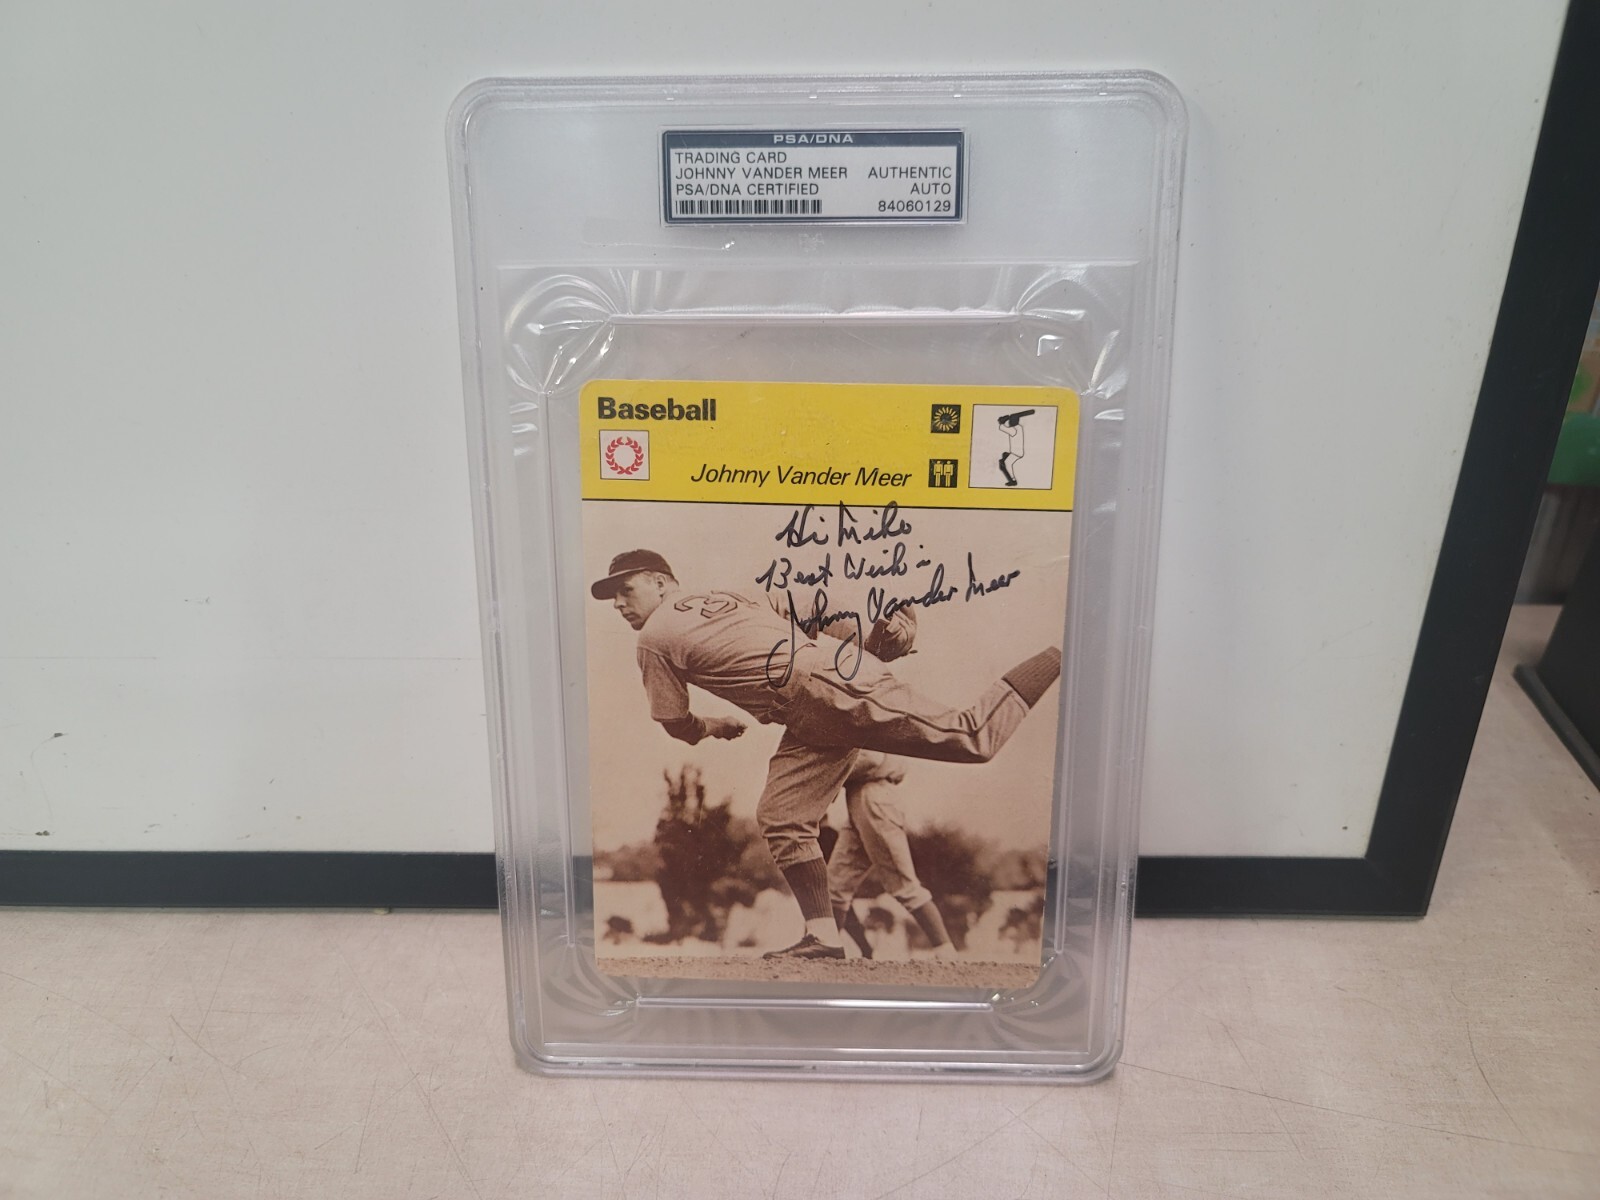 PSA/DNA
TRADING CARD
JOHNNY VANDER MEER AUTHENTIC
PSA/DNA CERTIFIED AUTO
84060129
Baseball
Johnny Vander Meer
Hi Mike
Best Wishes
Johnny Vander Meer